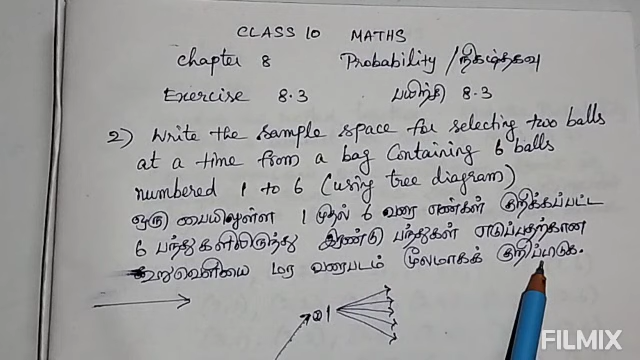 CLASS 10 MATHS
Chapter 8 Probability / நிகழ்தகவு
Exercise 8.3 பயிற்சி 8.3
2) Write the sample space for selecting two balls
at a time from a bag Containing 6 balls
numbered 1 to 6 (using tree diagram)
ஒரு பையிலுள்ள 1 முதல் 6 வரை எண்கள் குறிக்கப்பட்ட
6 பந்துகளிலிருந்து இரண்டு பந்துகள் எடுப்பதற்கான
கூறுவெளியை மர வரைபடம் மூலமாகக் குறிப்பிடுக.
1
FILMIX